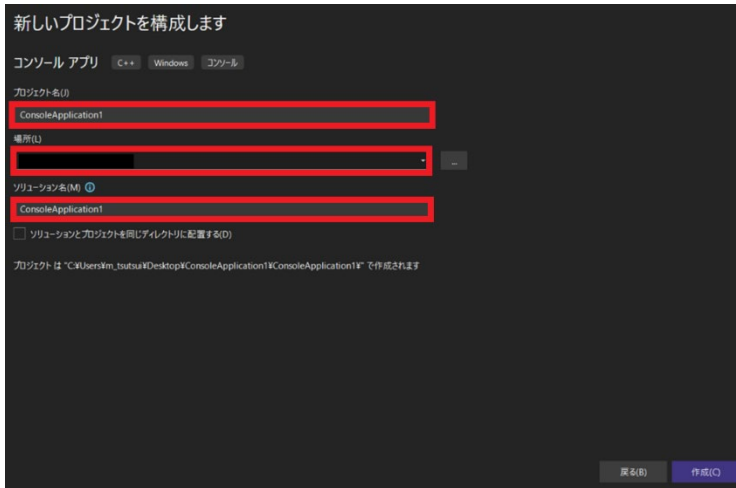 新しいプロジェクトを構成します
コンソール アプリ C++ Windows コンソール
プロジェクト名(J)
ConsoleApplication1
場所(L)
...
ソリューション名(M)
ConsoleApplication1
ソリューションとプロジェクトを同じディレクトリに配置する(D)
プロジェクト は "C:¥Users¥m_tsutsui¥Desktop¥ConsoleApplication1¥ConsoleApplication1¥" で作成されます
戻る(B) 作成(C)